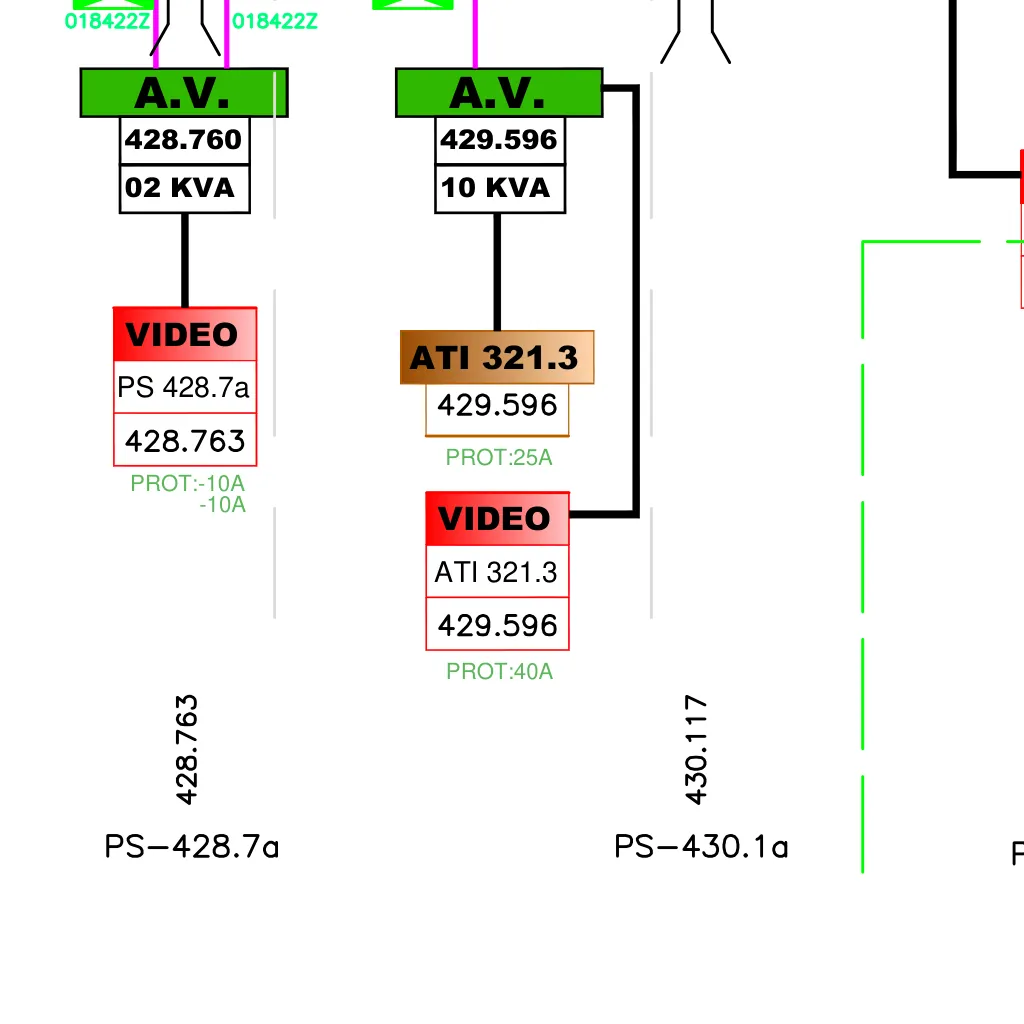 018422Z
018422Z
A.V.
428.760
02 KVA
VIDEO
PS 428.7a
428.763
PROT:-10A
-10A
A.V.
429.596
10 KVA
ATI 321.3
429.596
PROT:25A
VIDEO
ATI 321.3
429.596
PROT:40A
428.763
PS-428.7a
430.117
PS-430.1a